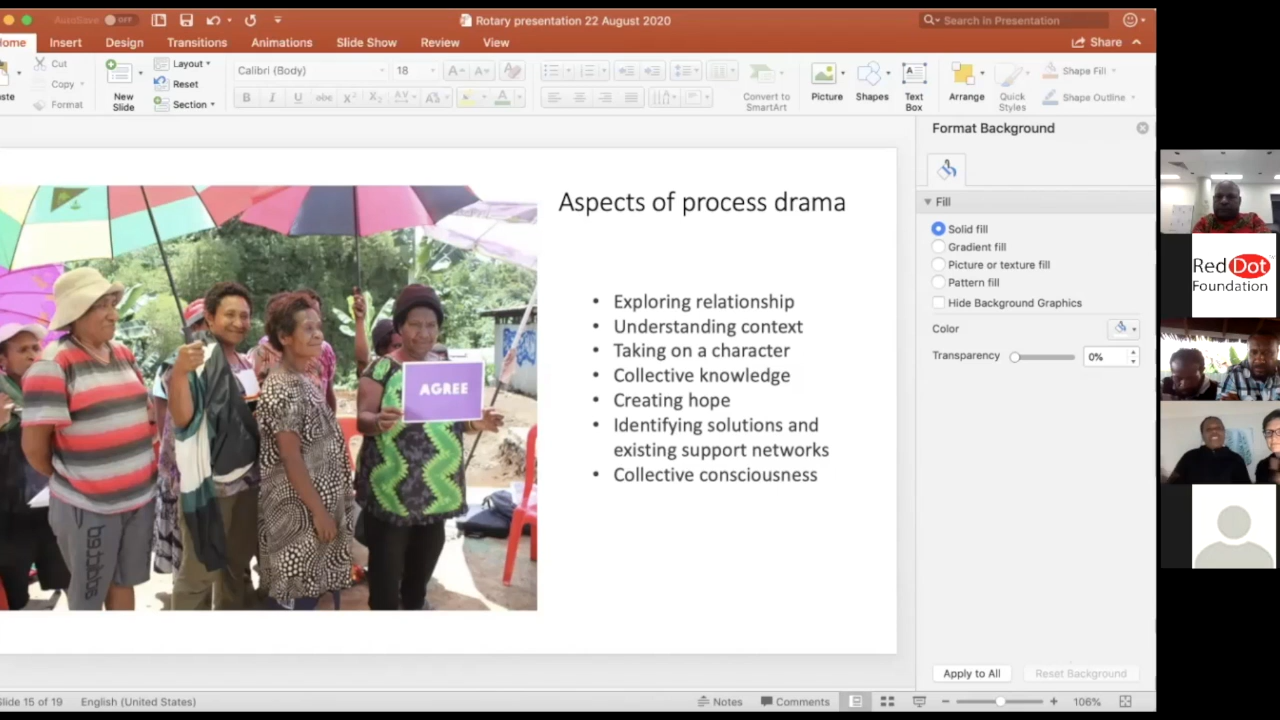 AutoSave OFF
Rotary presentation 22 August 2020
Search in Presentation
Insert
Design
Transitions
Animations
Slide Show
Review
View
Share
Cut
Copy
Format
New
Slide
Layout
Reset
Section
Calibri (Body)
18
Convert to
SmartArt
Picture
Shapes
Text
Box
Arrange
Quick
Styles
Shape Fill
Shape Outline
Format Background
Fill
Solid fill
Gradient fill
Picture or texture fill
Pattern fill
Hide Background Graphics
Color
Transparency
0%
Apply to All
Reset Background
Aspects of process drama
• Exploring relationship
• Understanding context
• Taking on a character
• Collective knowledge
• Creating hope
• Identifying solutions and
existing support networks
• Collective consciousness
AGREE
Red Dot
Foundation
15 of 19
English (United States)
Notes
Comments
106%